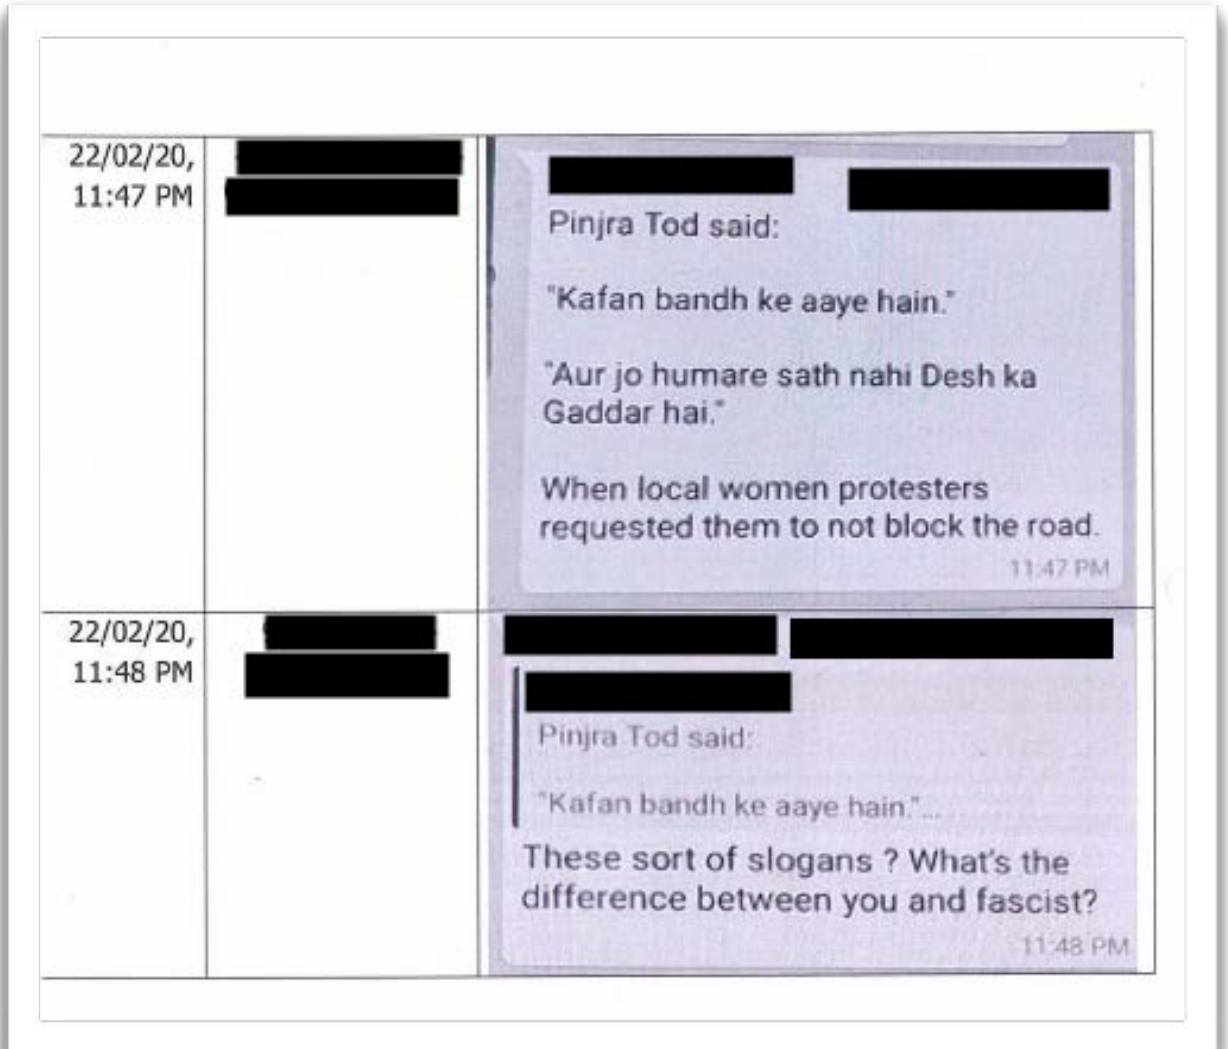 22/02/20,
11:47 PM
Pinjra Tod said:
"Kafan bandh ke aaye hain."
"Aur jo humare sath nahi Desh ka
Gaddar hai."
When local women protesters
requested them to not block the road.
11:47 PM
22/02/20,
11:48 PM
Pinjra Tod said:
"Kafan bandh ke aaye hain."...
These sort of slogans ? What's the
difference between you and fascist?
11:48 PM